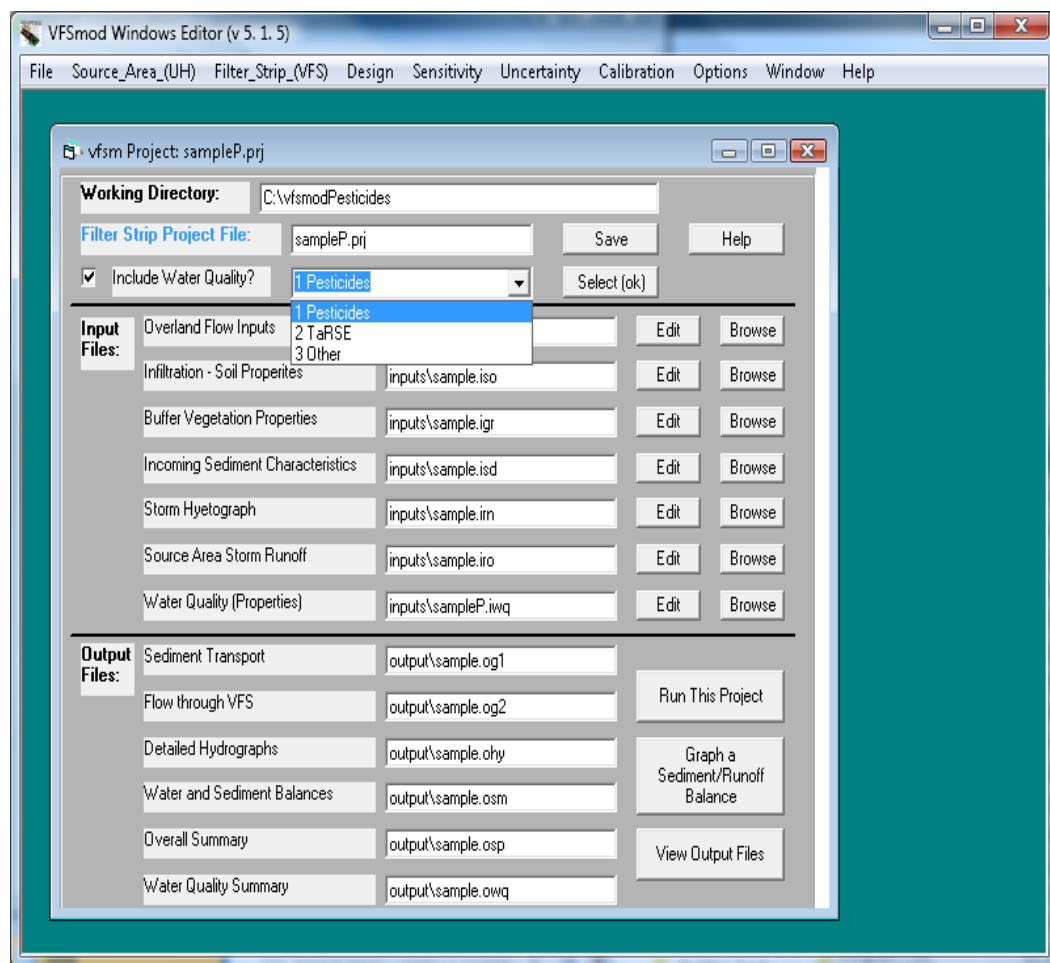 VFSmod Windows Editor (v 5. 1. 5)
File Source_Area_(UH) Filter_Strip_(VFS) Design Sensitivity Uncertainty Calibration Options Window Help
vfsm Project: sampleP.prj
Working Directory: C:\vfsmodPesticides
Filter Strip Project File: sampleP.prj Save Help
Include Water Quality? 1 Pesticides Select (ok)
1 Pesticides
2 TaRSE
3 Other
Input Files:
Overland Flow Inputs Edit Browse
Infiltration - Soil Properites inputs\sample.iso Edit Browse
Buffer Vegetation Properties inputs\sample.igr Edit Browse
Incoming Sediment Characteristics inputs\sample.isd Edit Browse
Storm Hyetograph inputs\sample.irn Edit Browse
Source Area Storm Runoff inputs\sample.iro Edit Browse
Water Quality (Properties) inputs\sampleP.iwq Edit Browse
Output Files:
Sediment Transport output\sample.og1
Flow through VFS output\sample.og2
Detailed Hydrographs output\sample.ohy
Water and Sediment Balances output\sample.osm
Overall Summary output\sample.osp
Water Quality Summary output\sample.owq
Run This Project
Graph a
Sediment/Runoff
Balance
View Output Files